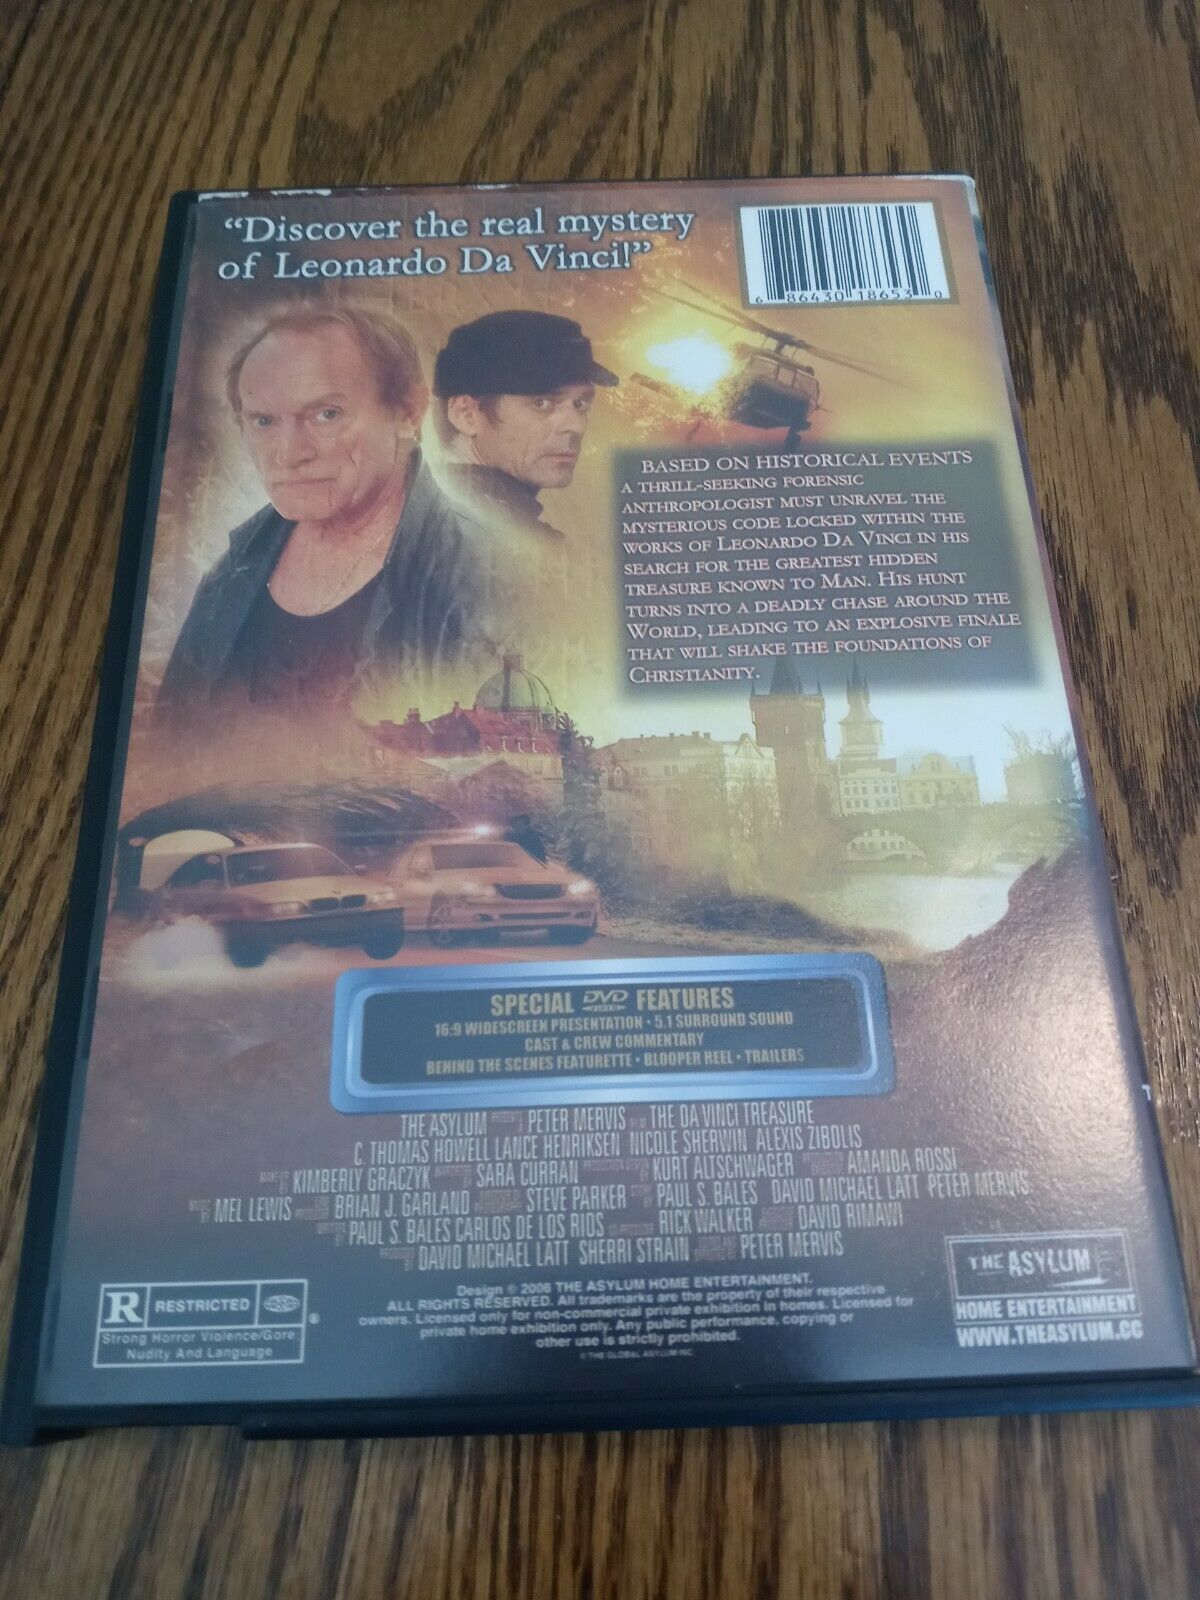 “Discover the real mystery
of Leonardo Da Vinci!”
6 86430 18653 0
BASED ON HISTORICAL EVENTS
A THRILL-SEEKING FORENSIC
ANTHROPOLOGIST MUST UNRAVEL THE
MYSTERIOUS CODE LOCKED WITHIN THE
WORKS OF LEONARDO DA VINCI IN HIS
SEARCH FOR THE GREATEST HIDDEN
TREASURE KNOWN TO MAN. HIS HUNT
TURNS INTO A DEADLY CHASE AROUND THE
WORLD, LEADING TO AN EXPLOSIVE FINALE
THAT WILL SHAKE THE FOUNDATIONS OF
CHRISTIANITY.
SPECIAL DVD VIDEO FEATURES
16:9 WIDESCREEN PRESENTATION • 5.1 SURROUND SOUND
CAST & CREW COMMENTARY
BEHIND THE SCENES FEATURETTE • BLOOPER REEL • TRAILERS
THE ASYLUM PRESENTS A PETER MERVIS FILM THE DA VINCI TREASURE
C. THOMAS HOWELL LANCE HENRIKSEN NICOLE SHERWIN ALEXIS ZIBOLIS
KIMBERLY GRACZYK SARA CURRAN KURT ALTSCHWAGER AMANDA ROSSI
MEL LEWIS BRIAN J. GARLAND STEVE PARKER PAUL S. BALES DAVID MICHAEL LATT PETER MERVIS
PAUL S. BALES CARLOS DE LOS RIOS RICK WALKER DAVID RIMAWI
DAVID MICHAEL LATT SHERRI STRAIN PETER MERVIS
Design © 2006 THE ASYLUM HOME ENTERTAINMENT.
ALL RIGHTS RESERVED. All trademarks are the property of their respective
owners. Licensed only for non-commercial private exhibition in homes. Licensed for
private home exhibition only. Any public performance, copying or
other use is strictly prohibited.
© THE GLOBAL ASYLUM INC.
R RESTRICTED ®
Strong Horror Violence/Gore,
Nudity And Language
THE ASYLUM
HOME ENTERTAINMENT
WWW.THEASYLUM.CC